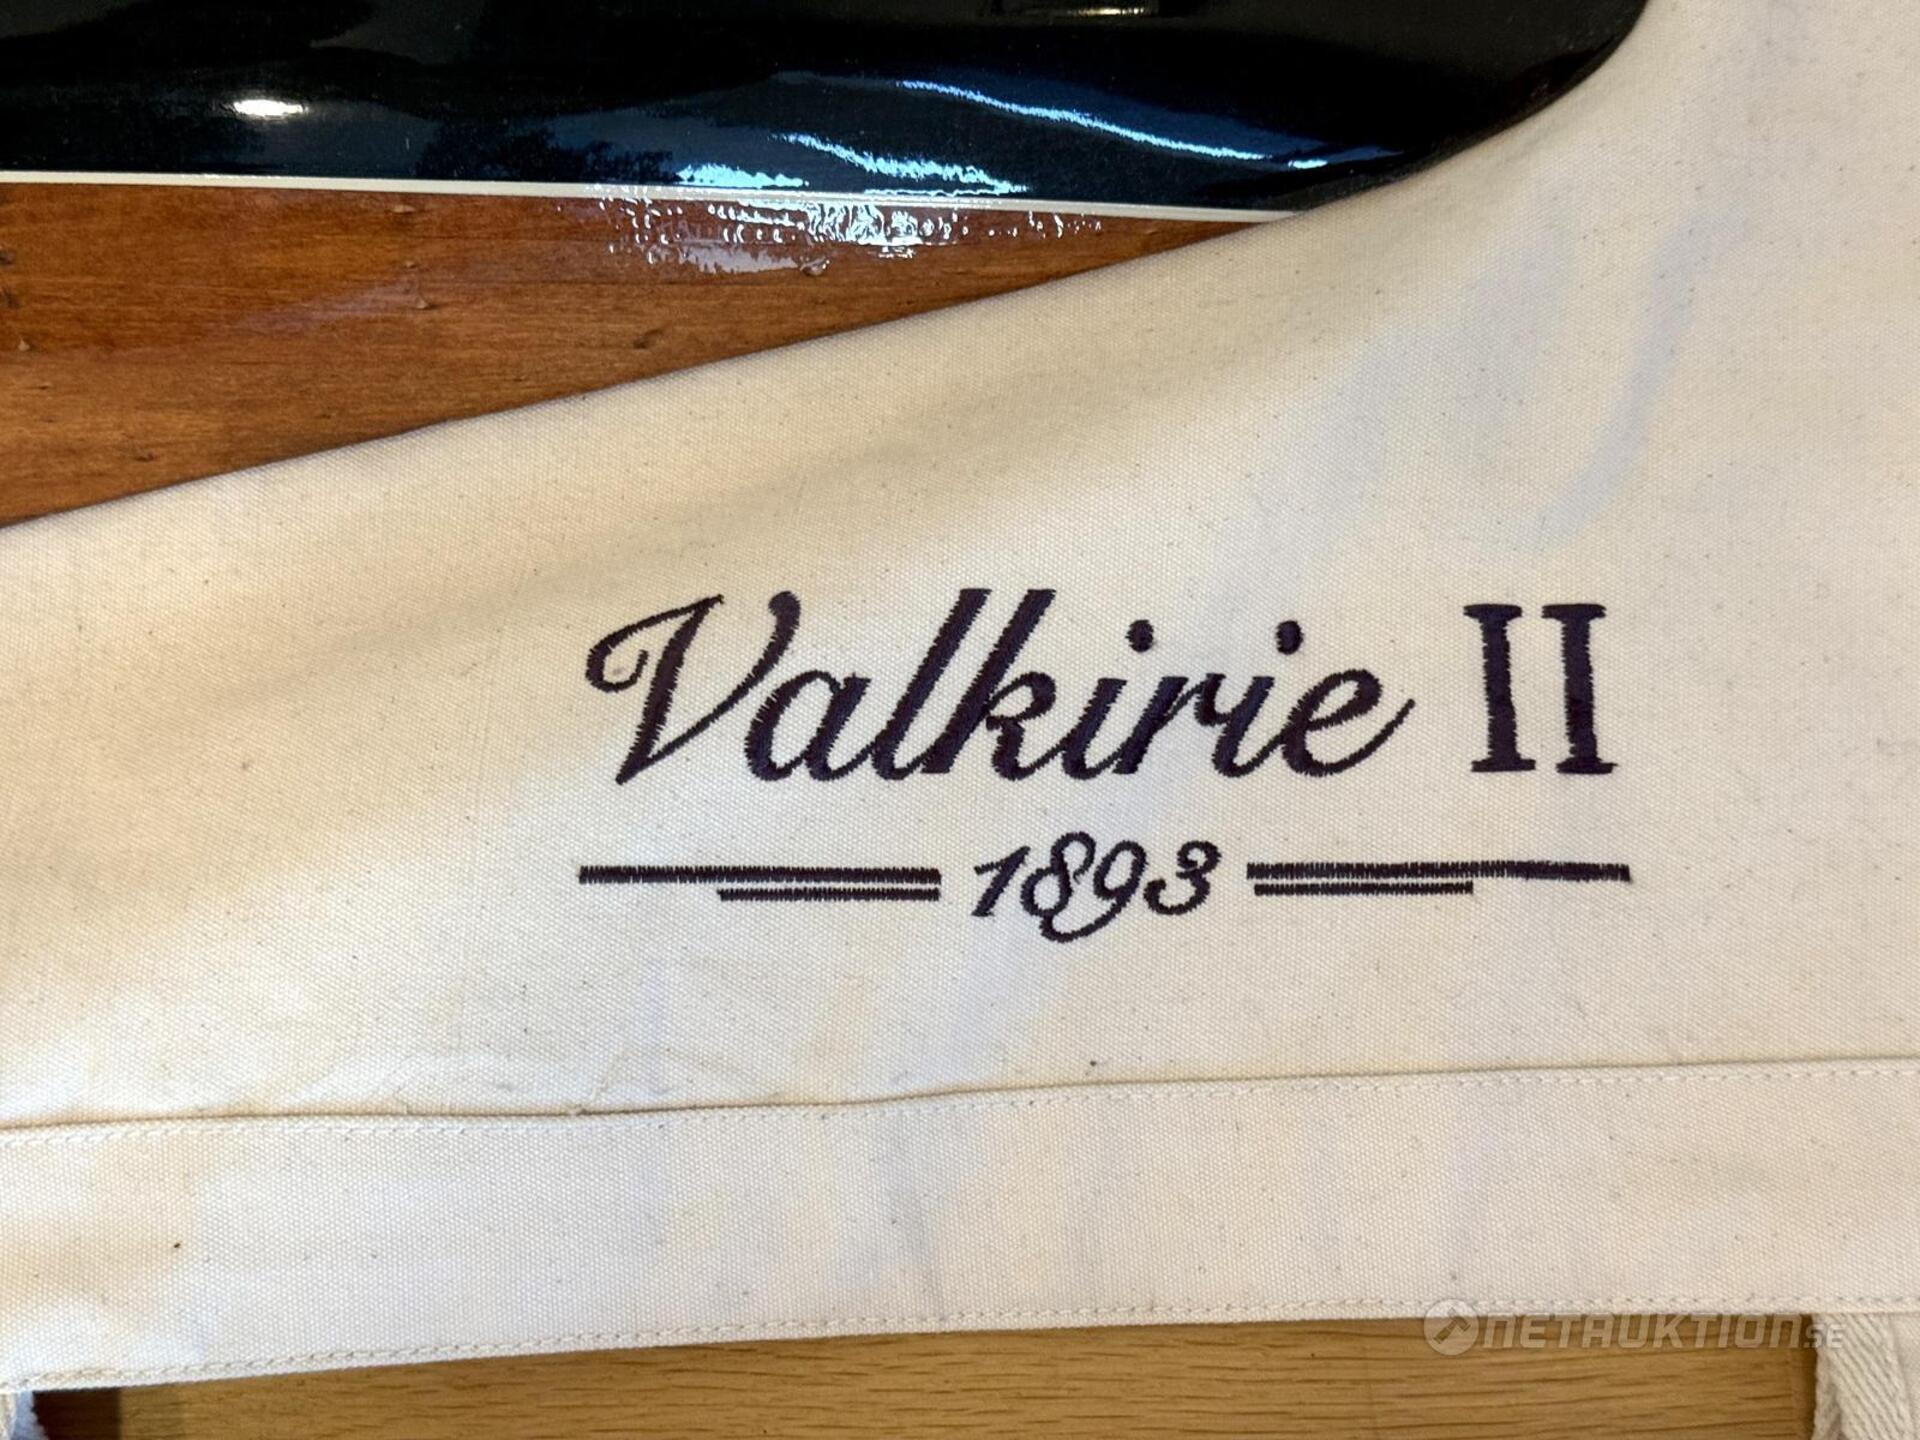 Valkirie II
1893
NETAUKTION.SE